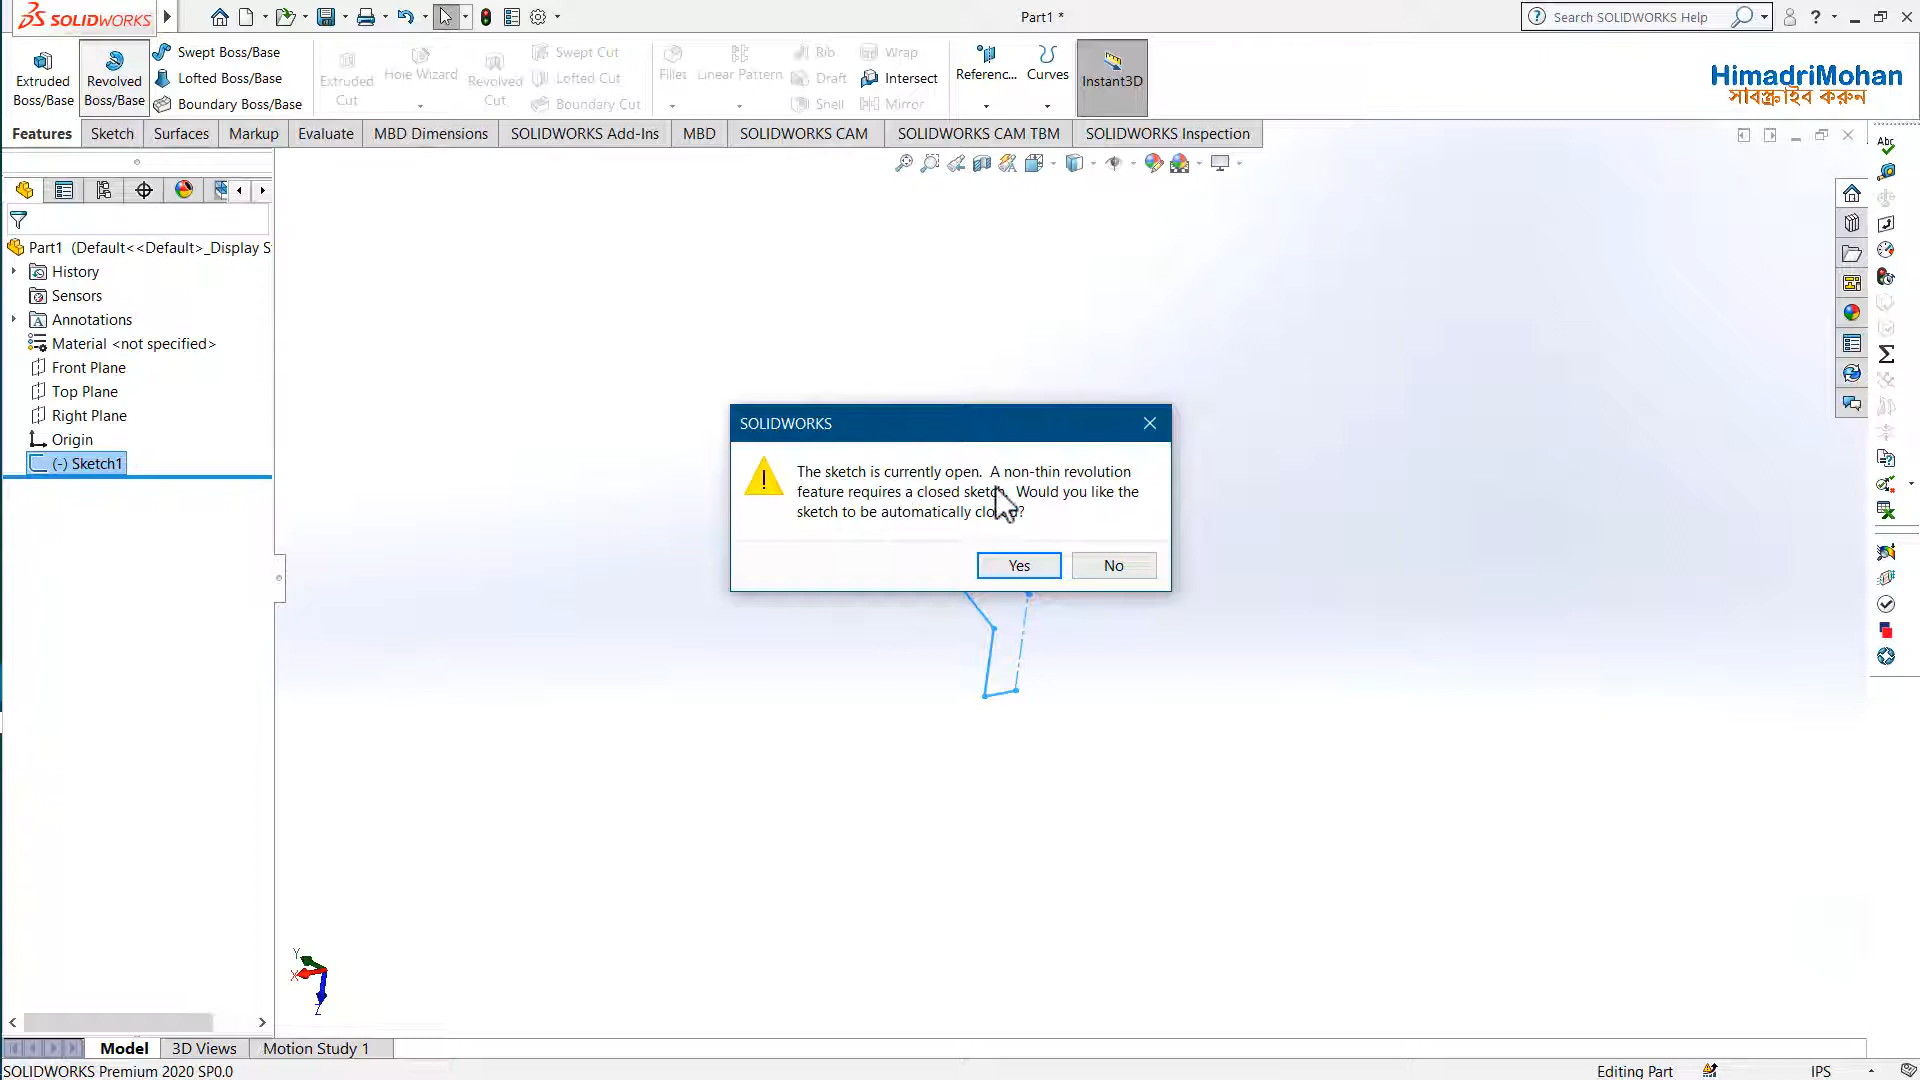 SOLIDWORKS
Part1 *
Search SOLIDWORKS Help
Extruded Boss/Base
Revolved Boss/Base
Swept Boss/Base
Lofted Boss/Base
Boundary Boss/Base
Extruded Cut
Hole Wizard
Revolved Cut
Swept Cut
Lofted Cut
Boundary Cut
Fillet
Linear Pattern
Rib
Draft
Shell
Wrap
Intersect
Mirror
Referenc...
Curves
Instant3D
HimadriMohan
সাবস্ক্রাইব করুন
Features
Sketch
Surfaces
Markup
Evaluate
MBD Dimensions
SOLIDWORKS Add-Ins
MBD
SOLIDWORKS CAM
SOLIDWORKS CAM TBM
SOLIDWORKS Inspection
Part1 (Default<<Default>_Display S
History
Sensors
Annotations
Material <not specified>
Front Plane
Top Plane
Right Plane
Origin
(-) Sketch1
SOLIDWORKS
The sketch is currently open. A non-thin revolution
feature requires a closed sketch. Would you like the
sketch to be automatically closed?
Yes
No
Y
X
Z
Model
3D Views
Motion Study 1
SOLIDWORKS Premium 2020 SP0.0
Editing Part
IPS